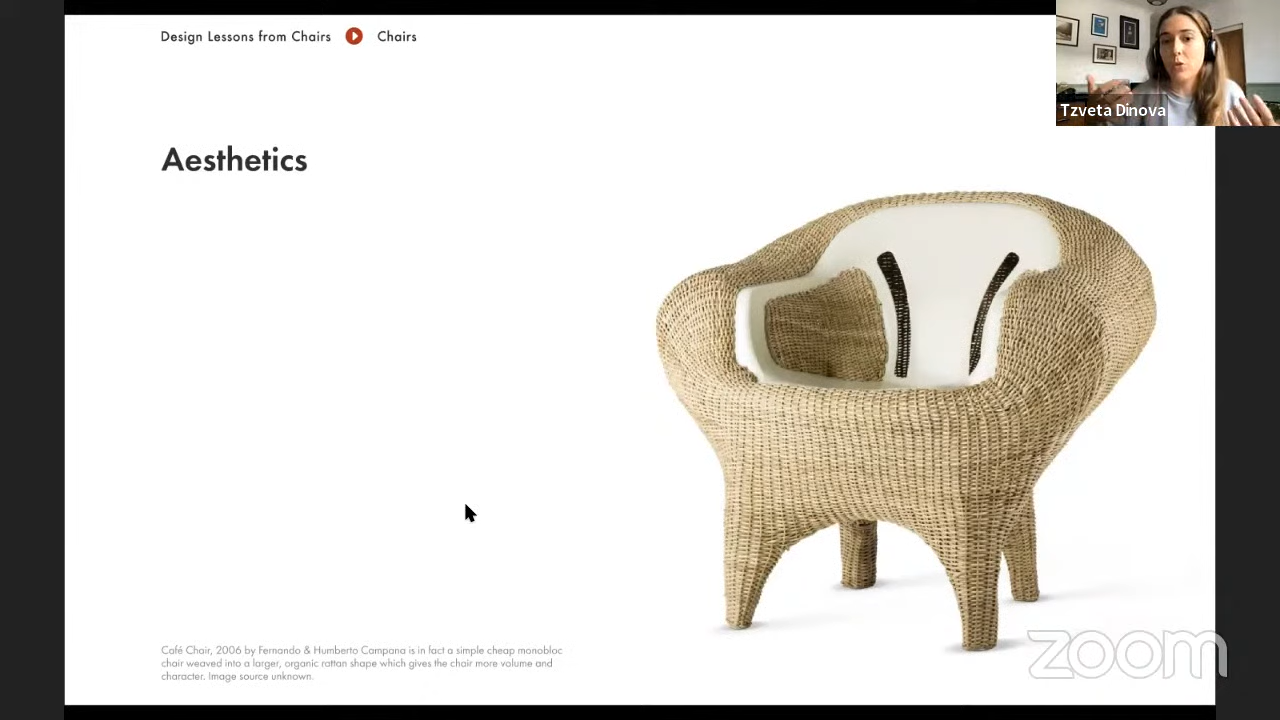 Design Lessons from Chairs Chairs
Tzveta Dinova
Aesthetics
Café Chair, 2006 by Fernando & Humberto Campana is in fact a simple cheap monobloc
chair weaved into a larger, organic rattan shape which gives the chair more volume and
character. Image source unknown.
zoom